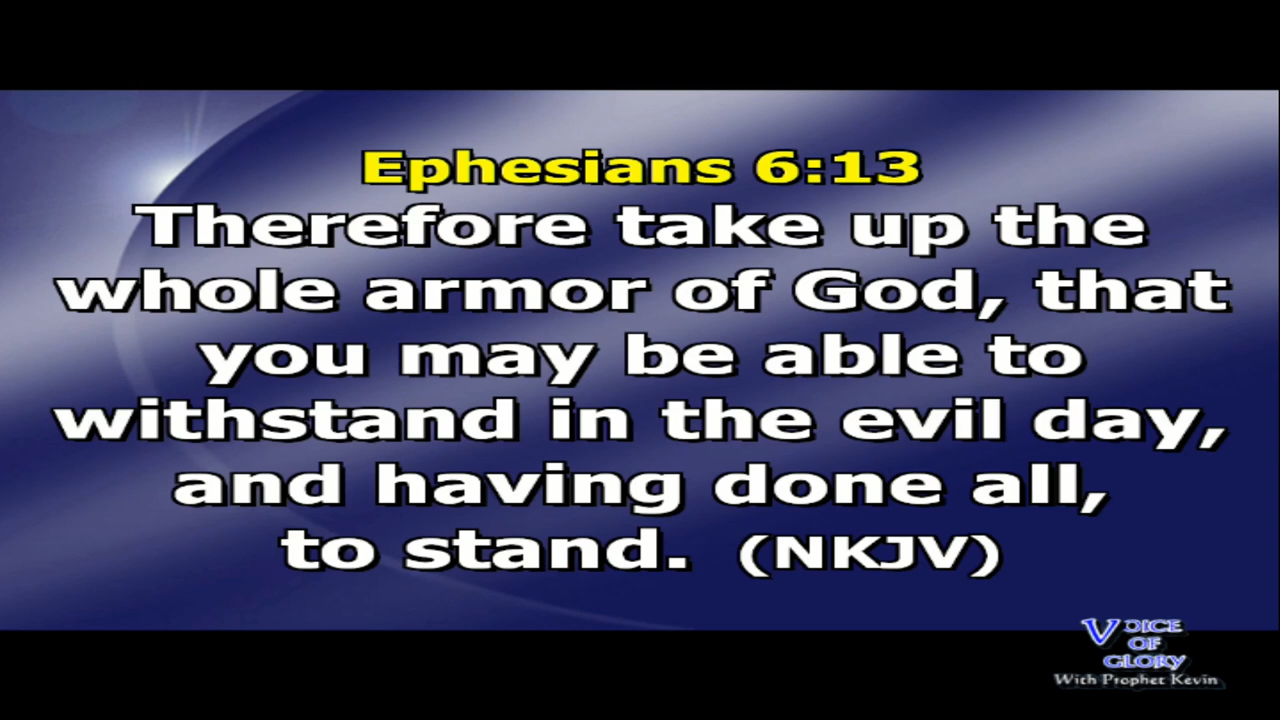 Ephesians 6:13
Therefore take up the
whole armor of God, that
you may be able to
withstand in the evil day,
and having done all,
to stand. (NKJV)
VOICE
OF
GLORY
With Prophet Kevin